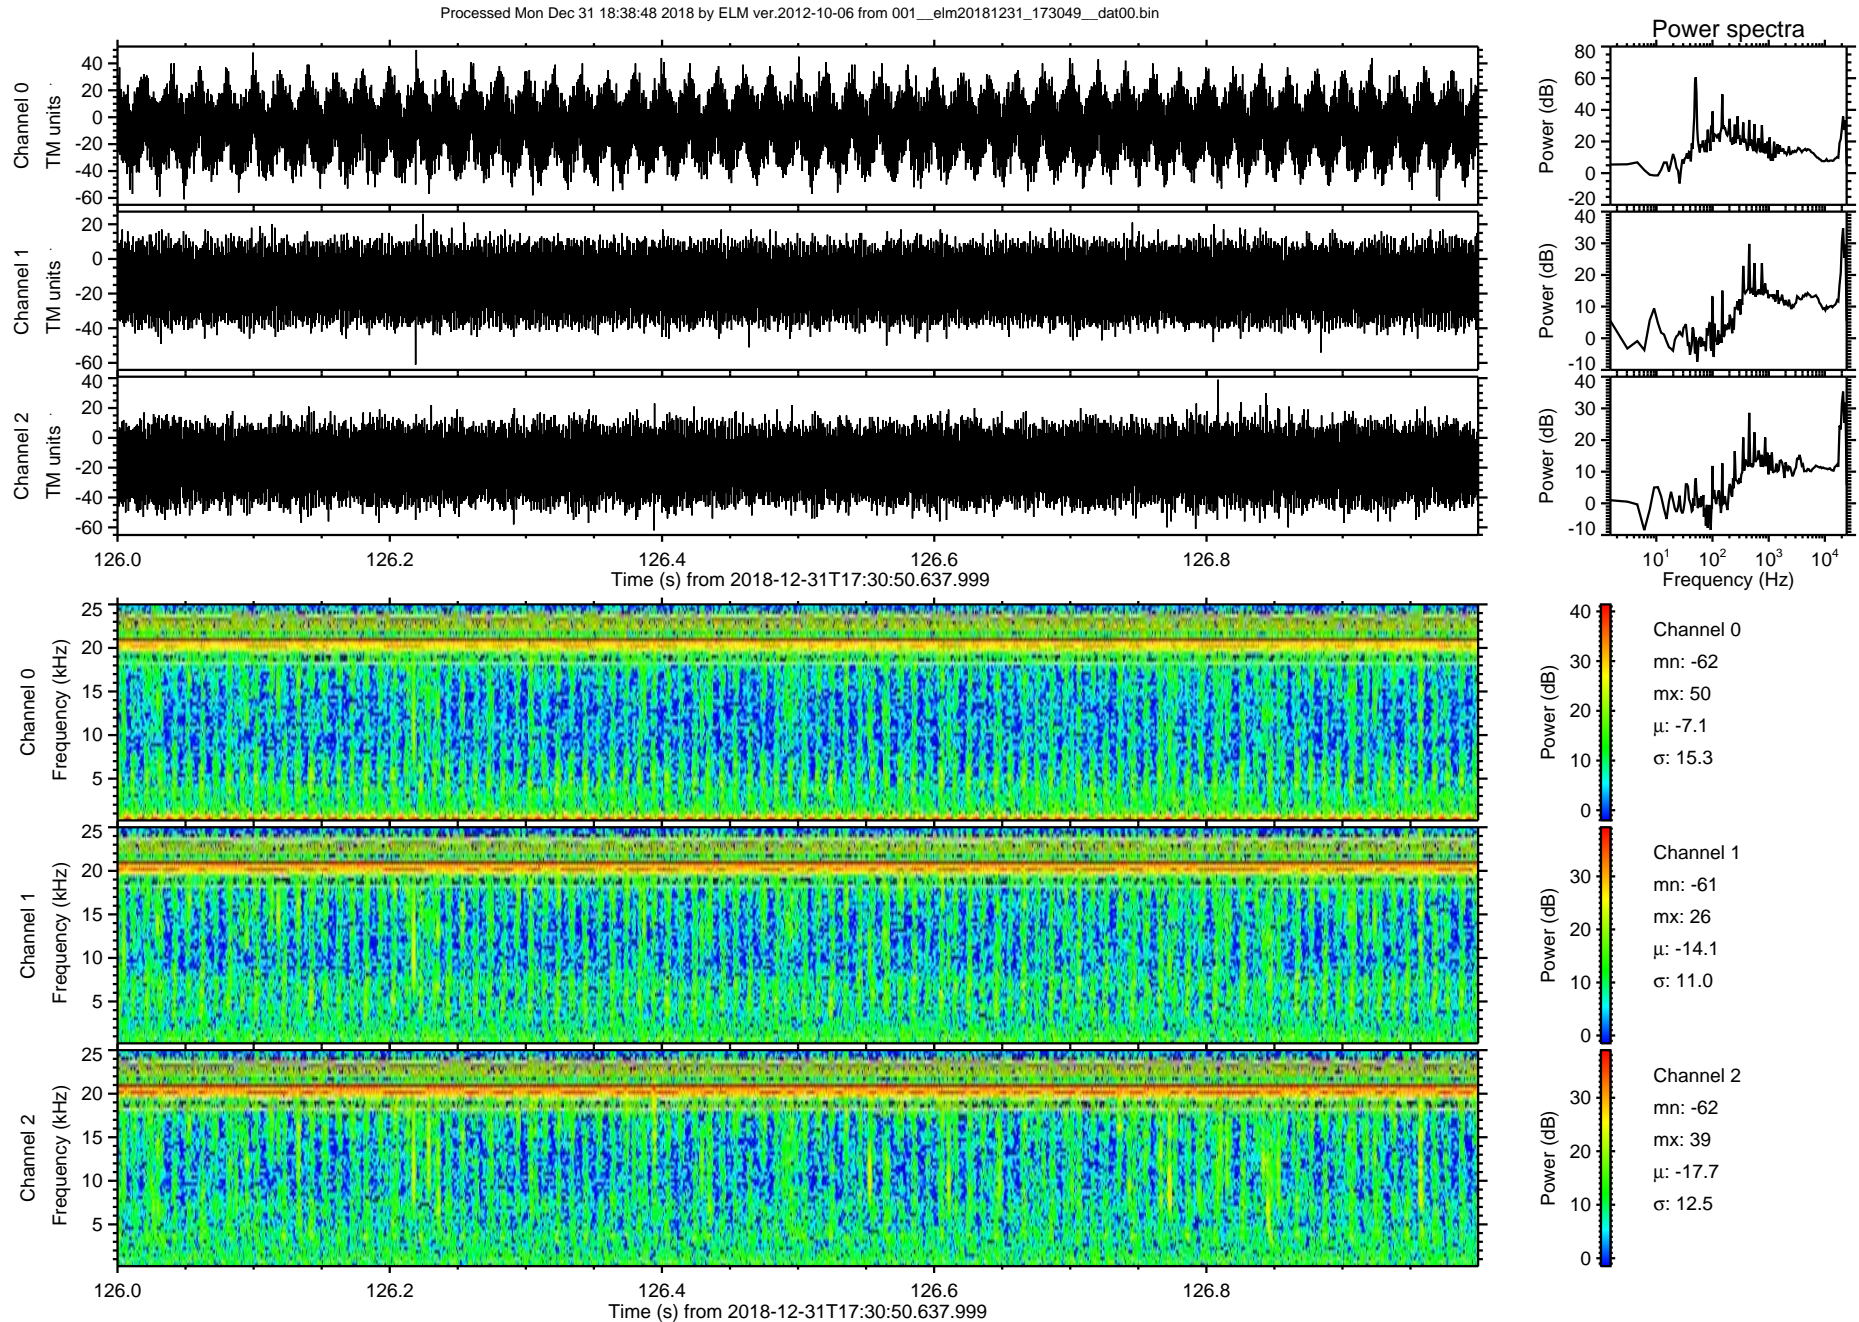 Processed Mon Dec 31 18:38:48 2018 by ELM ver.2012-10-06 from 001__elm20181231_173049__dat00.bin
Power spectra
Channel 0
TM units
40
20
0
-20
-40
-60
Power (dB)
80
60
40
20
0
-20
Channel 1
TM units
20
0
-20
-40
-60
Power (dB)
40
30
20
10
0
-10
Channel 2
TM units
40
20
0
-20
-40
-60
Power (dB)
40
30
20
10
0
-10
126.0 126.2 126.4 126.6 126.8
Time (s) from 2018-12-31T17:30:50.637.999
10¹ 10² 10³ 10⁴
Frequency (Hz)
Channel 0
Frequency (kHz)
25
20
15
10
5
Power (dB)
40
30
20
10
0
Channel 0
mn: -62
mx: 50
μ: -7.1
σ: 15.3
Channel 1
Frequency (kHz)
25
20
15
10
5
Power (dB)
30
20
10
0
Channel 1
mn: -61
mx: 26
μ: -14.1
σ: 11.0
Channel 2
Frequency (kHz)
25
20
15
10
5
Power (dB)
30
20
10
0
Channel 2
mn: -62
mx: 39
μ: -17.7
σ: 12.5
126.0 126.2 126.4 126.6 126.8
Time (s) from 2018-12-31T17:30:50.637.999